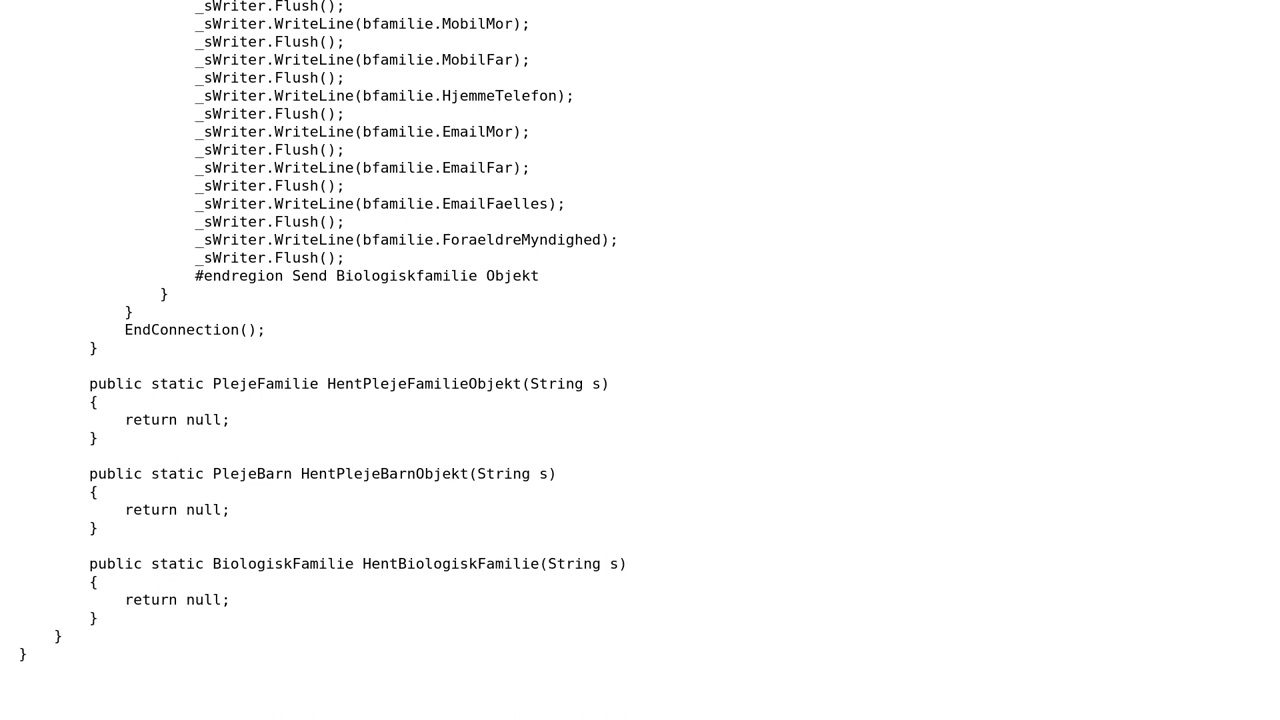 _sWriter.Flush();
_sWriter.WriteLine(bfamilie.MobilMor);
_sWriter.Flush();
_sWriter.WriteLine(bfamilie.MobilFar);
_sWriter.Flush();
_sWriter.WriteLine(bfamilie.HjemmeTelefon);
_sWriter.Flush();
_sWriter.WriteLine(bfamilie.EmailMor);
_sWriter.Flush();
_sWriter.WriteLine(bfamilie.EmailFar);
_sWriter.Flush();
_sWriter.WriteLine(bfamilie.EmailFaelles);
_sWriter.Flush();
_sWriter.WriteLine(bfamilie.ForaeldreMyndighed);
_sWriter.Flush();
#endregion Send Biologiskfamilie Objekt
}
}
EndConnection();
}
public static PlejeFamilie HentPlejeFamilieObjekt(String s)
{
return null;
}
public static PlejeBarn HentPlejeBarnObjekt(String s)
{
return null;
}
public static BiologiskFamilie HentBiologiskFamilie(String s)
{
return null;
}
}
}